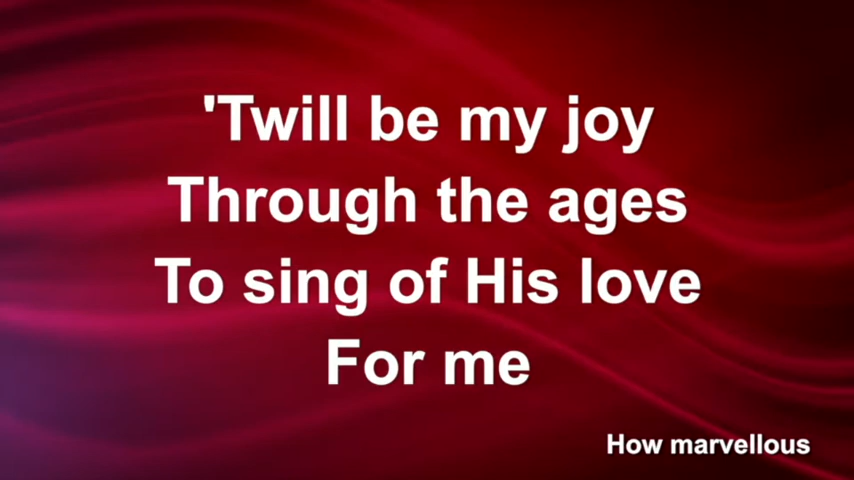 'Twill be my joy
Through the ages
To sing of His love
For me
How marvellous